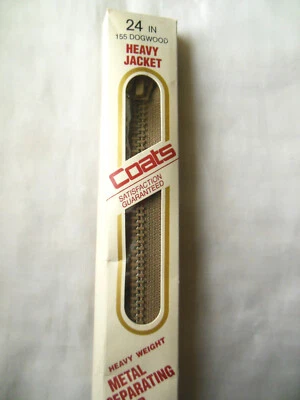 24 IN
155 DOGWOOD
HEAVY
JACKET
Coats
SATISFACTION
GUARANTEED
HEAVY WEIGHT
METAL
SEPARATING